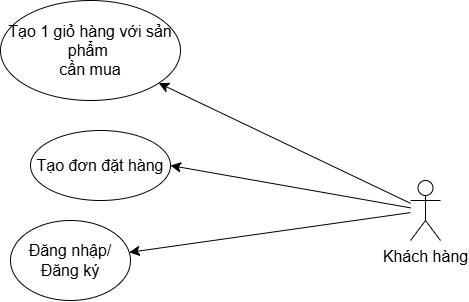 Tạo 1 giỏ hàng với sản
phẩm
cần mua
Tạo đơn đặt hàng
Đăng nhập/
Đăng ký
Khách hàng